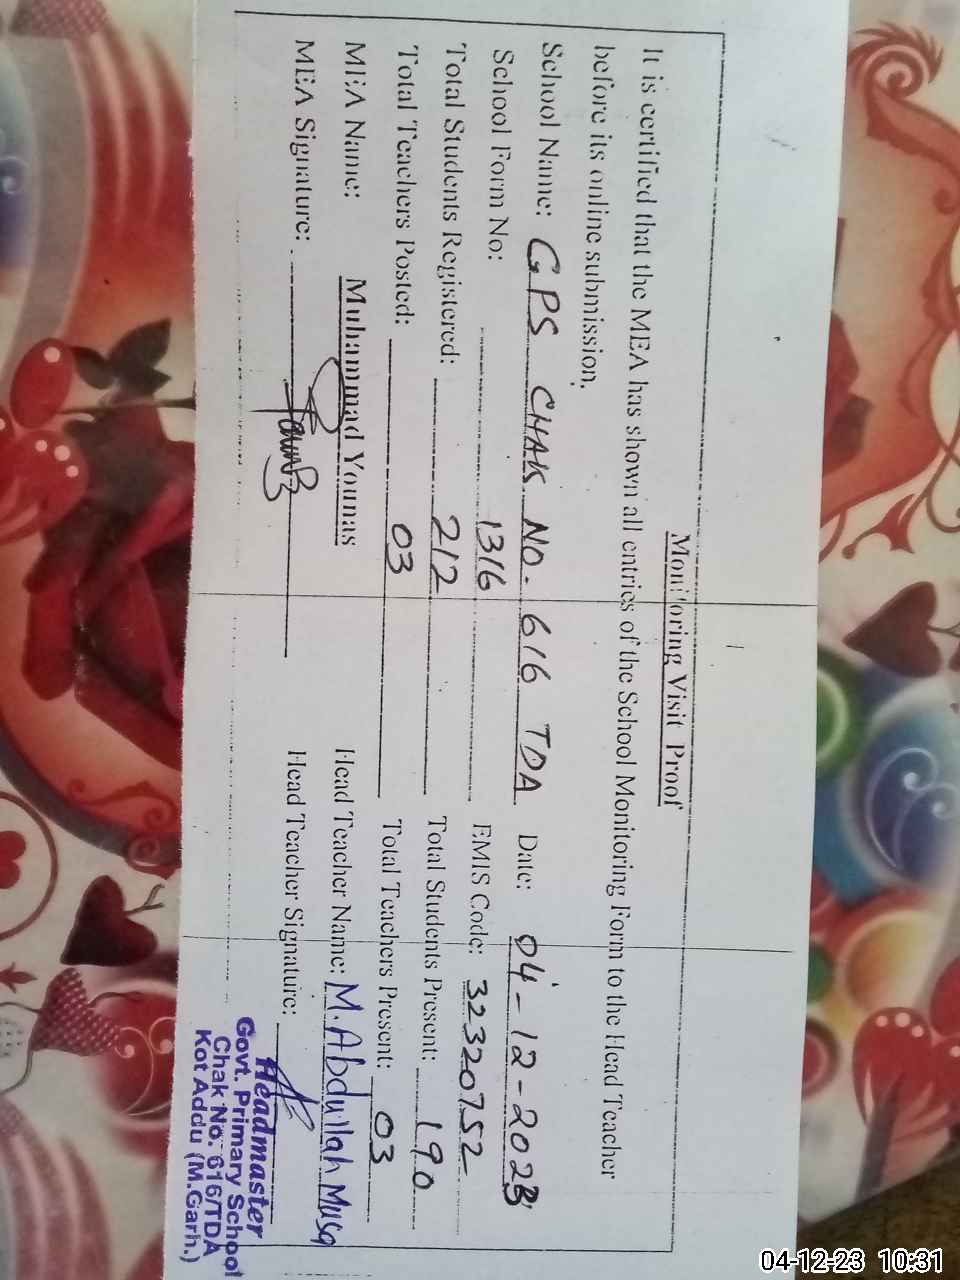 Monitoring Visit Proof
It is certified that the MEA has shown all entries of the School Monitoring Form to the Head Teacher
before its online submission.
School Name: GPS CHAK NO. 616 TDA Date: 04-12-2023
School Form No: 1316 EMIS Code: 32320752
Total Students Registered: 212 Total Students Present: 190
Total Teachers Posted: 03 Total Teachers Present: 03
MEA Name: Muhammad Younas Head Teacher Name: M. Abdullah Musa
MEA Signature: Head Teacher Signature:
Headmaster
Govt. Primary School
Chak No. 616/TDA
Kot Addu (M.Garh.)
04-12-23 10:31